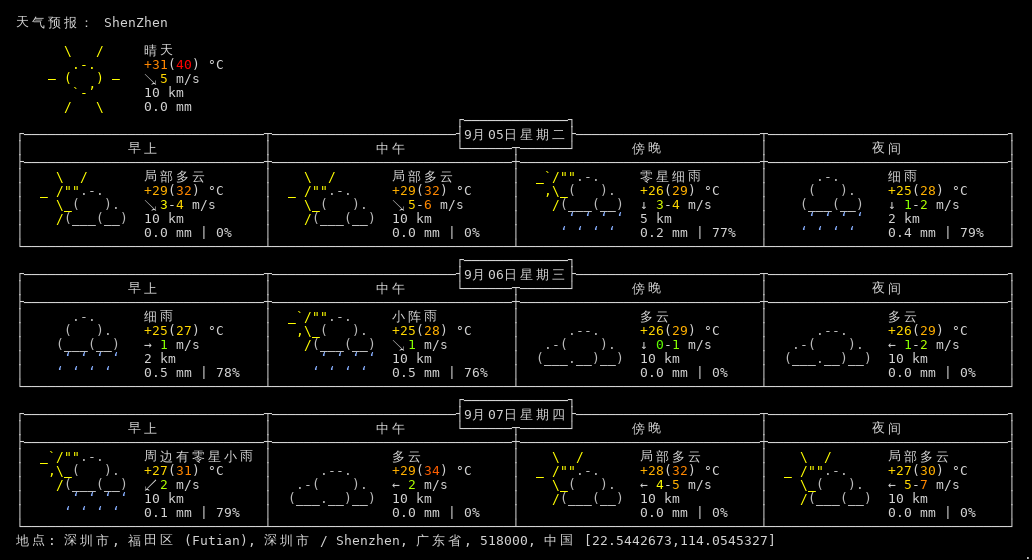 天气预报: ShenZhen
晴天
+31(40) °C
↘5 m/s
10 km
0.0 mm
9月05日星期二
早上 中午 傍晚 夜间
局部多云 局部多云 零星细雨 细雨
+29(32) °C +29(32) °C +26(29) °C +25(28) °C
↘3-4 m/s ↘5-6 m/s ↓ 3-4 m/s ↓ 1-2 m/s
10 km 10 km 5 km 2 km
0.0 mm | 0% 0.0 mm | 0% 0.2 mm | 77% 0.4 mm | 79%
9月06日星期三
早上 中午 傍晚 夜间
细雨 小阵雨 多云 多云
+25(27) °C +25(28) °C +26(29) °C +26(29) °C
→ 1 m/s ↘1 m/s ↓ 0-1 m/s ← 1-2 m/s
2 km 10 km 10 km 10 km
0.5 mm | 78% 0.5 mm | 76% 0.0 mm | 0% 0.0 mm | 0%
9月07日星期四
早上 中午 傍晚 夜间
周边有零星小雨 多云 局部多云 局部多云
+27(31) °C +29(34) °C +28(32) °C +27(30) °C
↙2 m/s ← 2 m/s ← 4-5 m/s ← 5-7 m/s
10 km 10 km 10 km 10 km
0.1 mm | 79% 0.0 mm | 0% 0.0 mm | 0% 0.0 mm | 0%
地点: 深圳市, 福田区 (Futian), 深圳市 / Shenzhen, 广东省, 518000, 中国 [22.5442673,114.0545327]